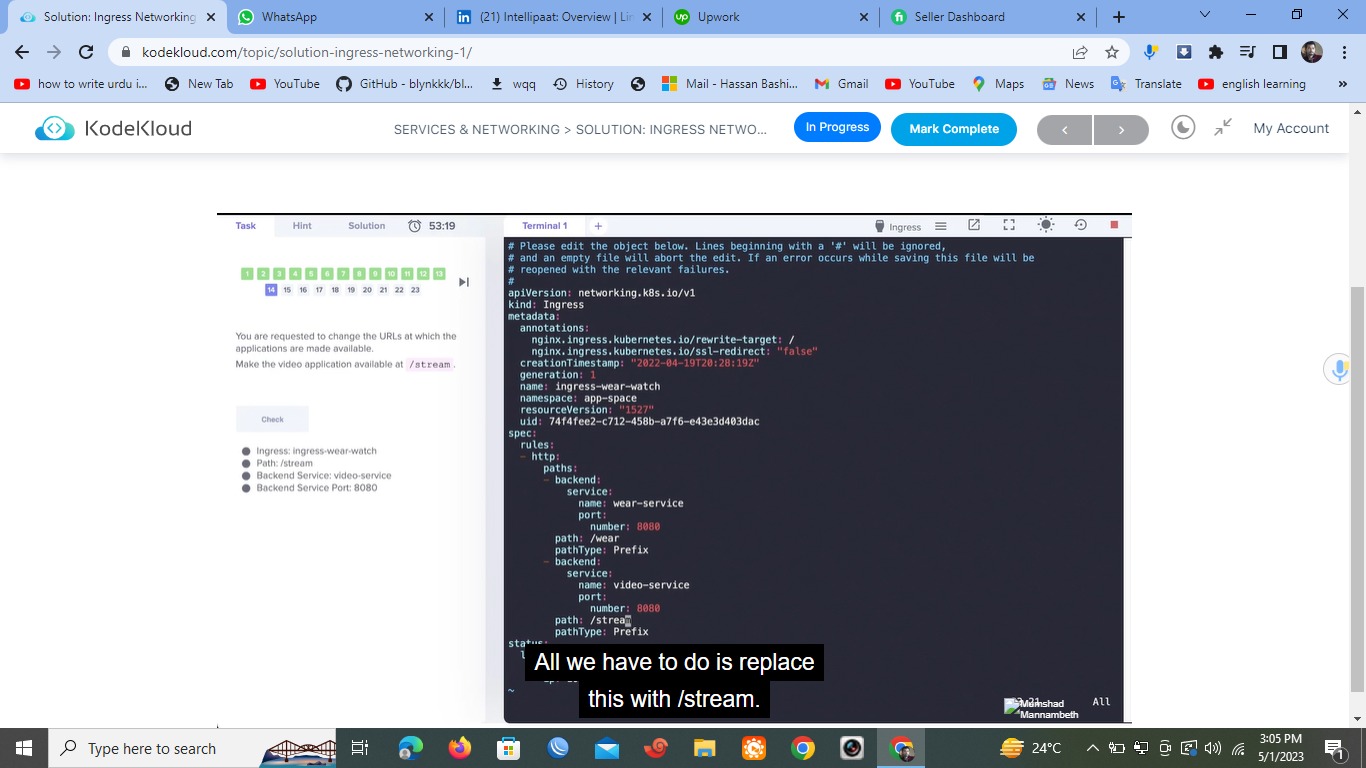 Solution: Ingress Networking
WhatsApp
(21) Intellipaat: Overview | Lin
Upwork
Seller Dashboard
kodekloud.com/topic/solution-ingress-networking-1/
how to write urdu i...
New Tab
YouTube
GitHub - blynkkk/bl...
wqq
History
Mail - Hassan Bashi...
Gmail
YouTube
Maps
News
Translate
english learning
»
KodeKloud
SERVICES & NETWORKING > SOLUTION: INGRESS NETWO...
In Progress
Mark Complete
My Account
Task
Hint
Solution
53:19
Terminal 1
+
Ingress
1 2 3 4 5 6 7 8 9 10 11 12 13
14 15 16 17 18 19 20 21 22 23
You are requested to change the URLs at which the
applications are made available.
Make the video application available at /stream.
Check
Ingress: ingress-wear-watch
Path: /stream
Backend Service: video-service
Backend Service Port: 8080
# Please edit the object below. Lines beginning with a '#' will be ignored,
# and an empty file will abort the edit. If an error occurs while saving this file will be
# reopened with the relevant failures.
#
apiVersion: networking.k8s.io/v1
kind: Ingress
metadata:
annotations:
nginx.ingress.kubernetes.io/rewrite-target: /
nginx.ingress.kubernetes.io/ssl-redirect: "false"
creationTimestamp: "2022-04-19T20:28:19Z"
generation: 1
name: ingress-wear-watch
namespace: app-space
resourceVersion: "1527"
uid: 74f4fee2-c712-458b-a7f6-e43e3d403dac
spec:
rules:
- http:
paths:
- backend:
service:
name: wear-service
port:
number: 8080
path: /wear
pathType: Prefix
- backend:
service:
name: video-service
port:
number: 8080
path: /stream
pathType: Prefix
status:
~
All we have to do is replace
this with /stream.
Mumshad
Mannambeth
All
Type here to search
24°C
3:05 PM
5/1/2023
1